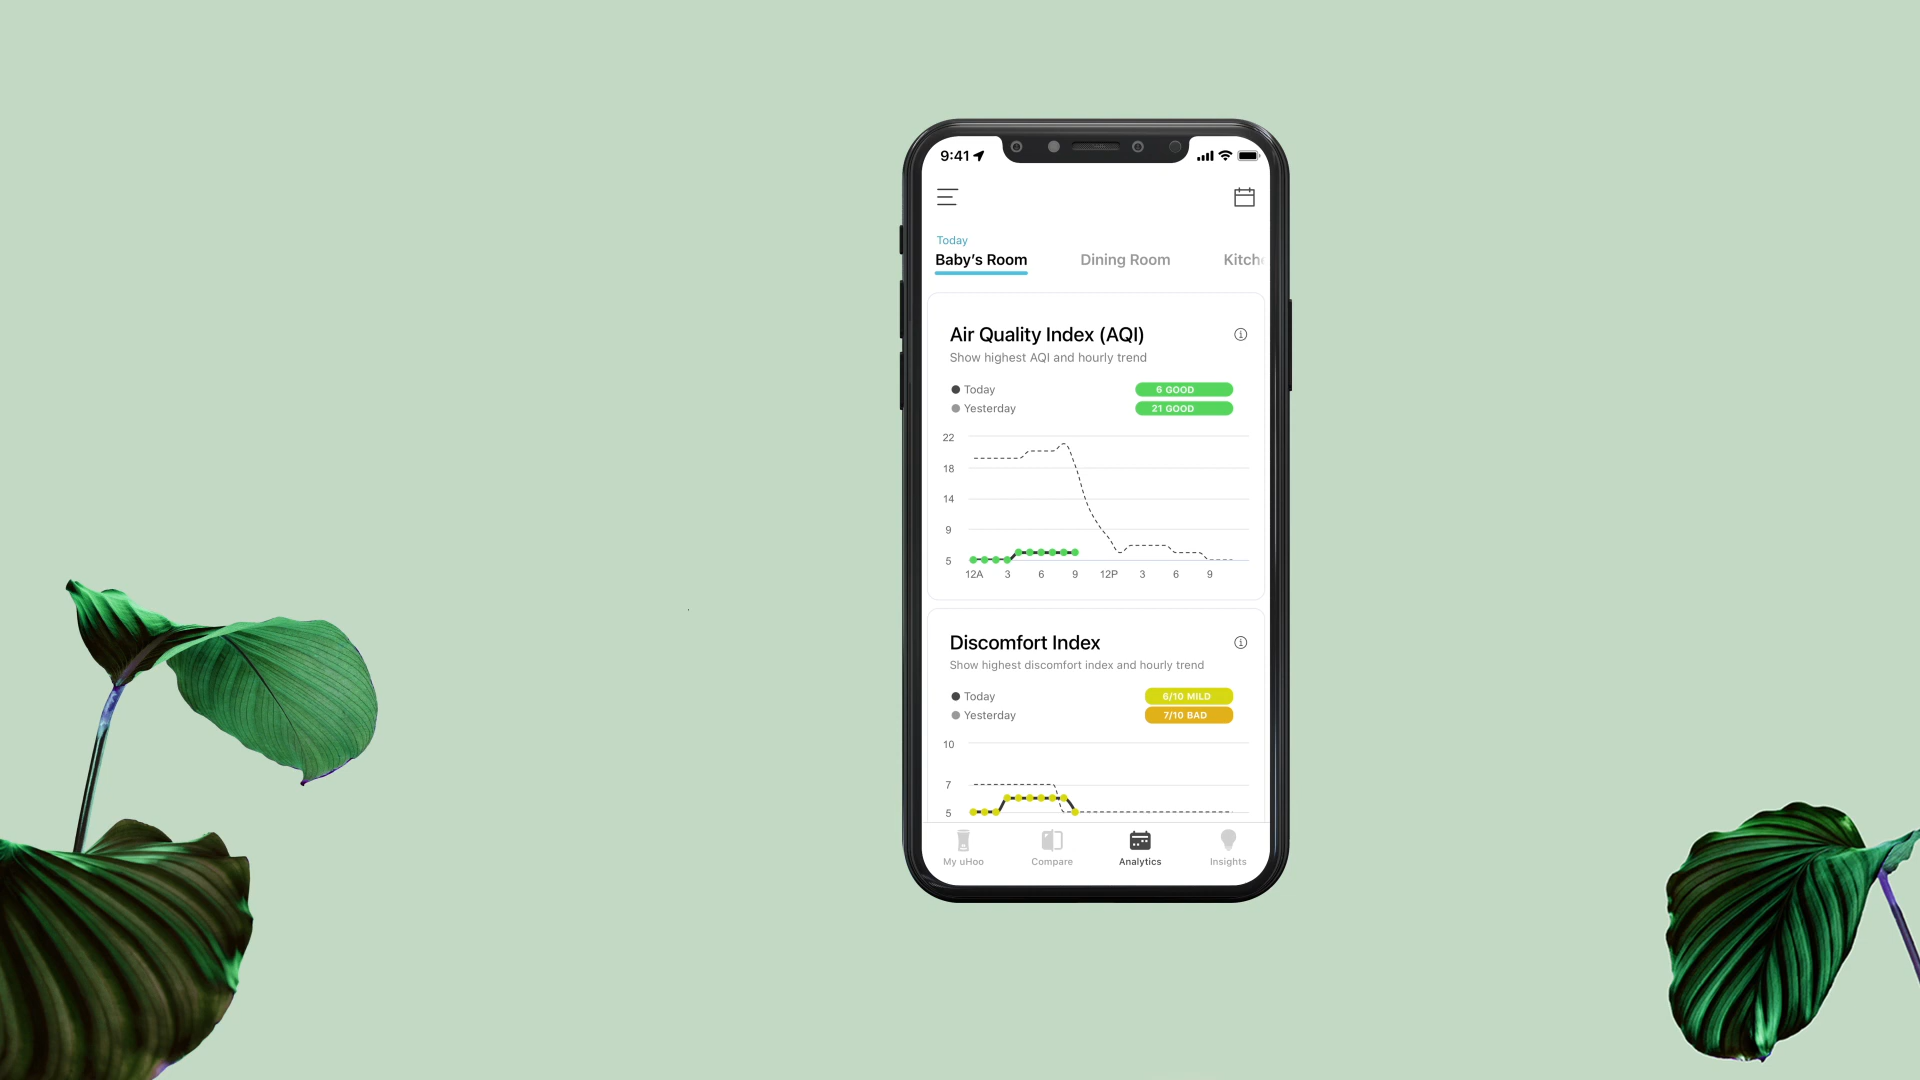 9:41
Today
Baby's Room Dining Room Kitch
Air Quality Index (AQI)
Show highest AQI and hourly trend
Today 6 GOOD
Yesterday 21 GOOD
22
18
14
9
5
12A 3 6 9 12P 3 6 9
Discomfort Index
Show highest discomfort index and hourly trend
Today 6/10 MILD
Yesterday 7/10 BAD
10
7
5
My uHoo Compare Analytics Insights